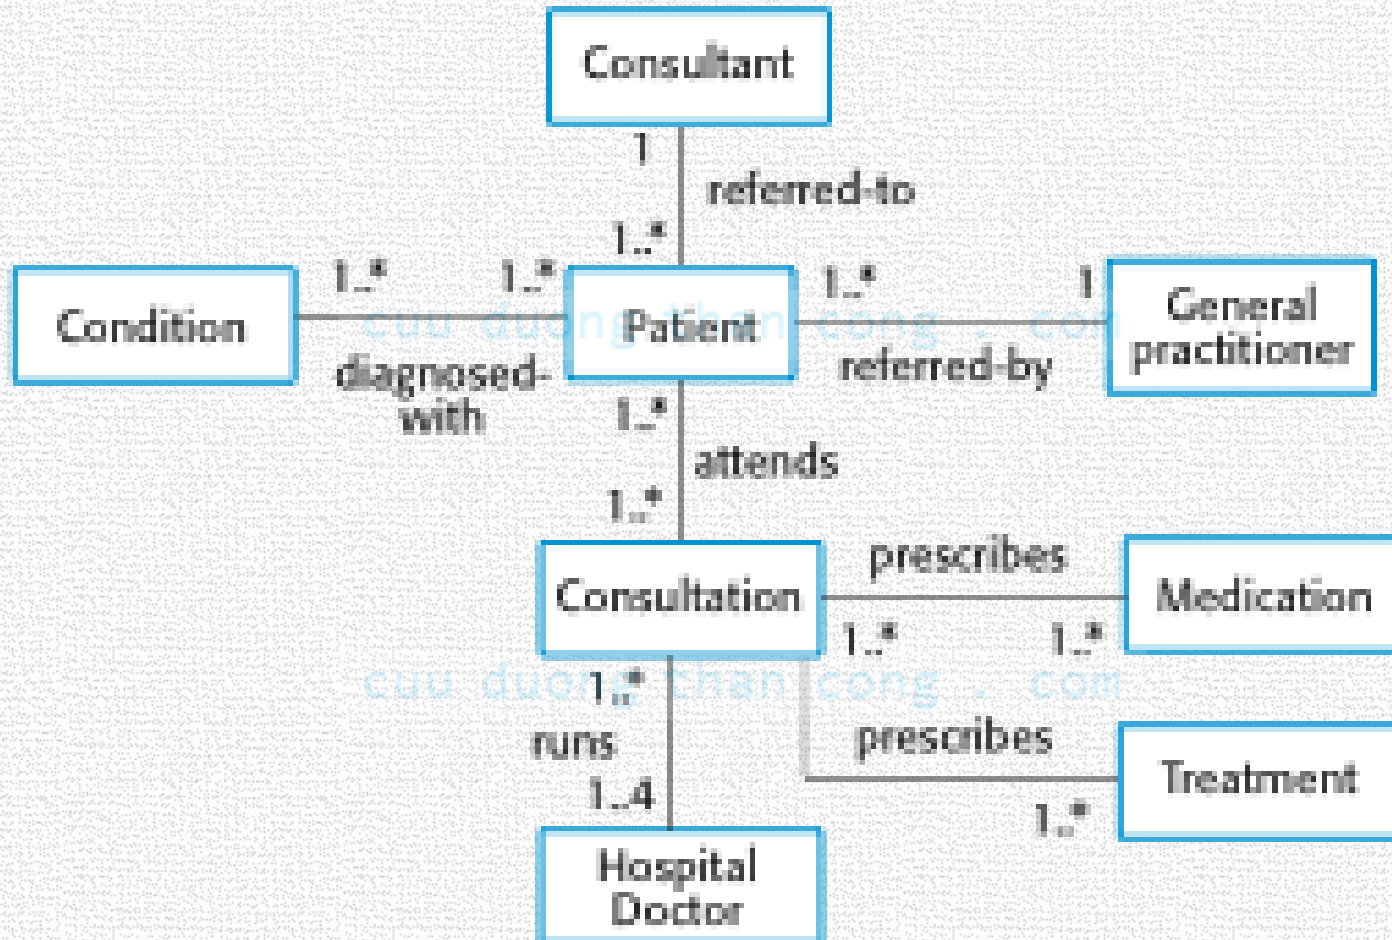 Consultant
1
referred-to
1..*
Condition
1..*
1..*
Patient
1..*
1
General
practitioner
diagnosed-
with
referred-by
cuu duong than cong . com
1..*
attends
1..*
Consultation
prescribes
1..*
1..*
Medication
cuu duong than cong . com
1..*
runs
1..4
prescribes
1..*
Treatment
Hospital
Doctor